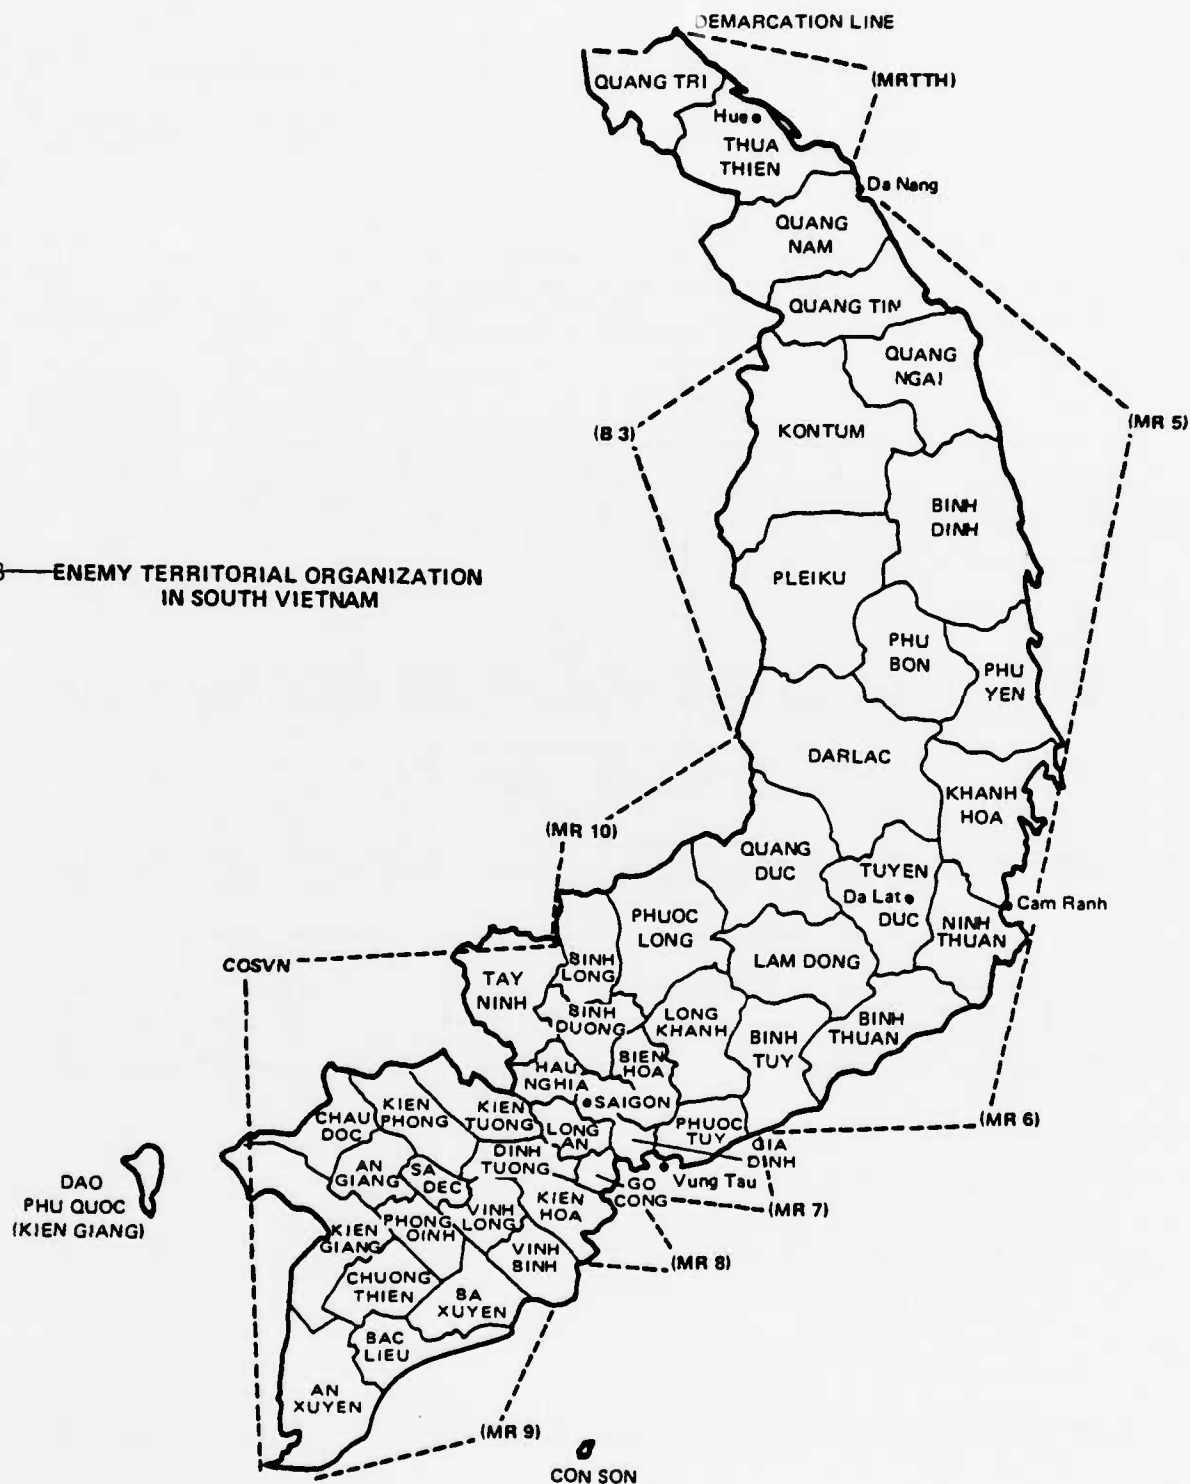 DEMARCATION LINE
(MRTTH)
QUANG TRI
Hue
THUA
THIEN
Da Nang
QUANG
NAM
QUANG TIN
QUANG
NGAI
(B 3)
KONTUM
(MR 5)
BINH
DINH
ENEMY TERRITORIAL ORGANIZATION
IN SOUTH VIETNAM
PLEIKU
PHU
BON
PHU
YEN
DARLAC
KHANH
HOA
(MR 10)
QUANG
DUC
TUYEN
Da Lat
DUC
Cam Ranh
NINH
THUAN
PHUOC
LONG
LAM DONG
COSVN
TAY
NINH
BINH
LONG
BINH
DUONG
LONG
KHANH
BINH
TUY
BINH
THUAN
BIEN
HOA
HAU
NGHIA
SAIGON
(MR 6)
CHAU
DOC
KIEN
PHONG
KIEN
TUONG
LONG
AN
PHUOC
TUY
GIA
DINH
DAO
PHU QUOC
(KIEN GIANG)
AN
GIANG
SA
DEC
DINH
TUONG
GO
CONG
Vung Tau
(MR 7)
KIEN
HOA
KIEN
GIANG
PHONG
OINH
VINH
LONG
VINH
BINH
(MR 8)
CHUONG
THIEN
BA
XUYEN
BAC
LIEU
AN
XUYEN
(MR 9)
CON SON